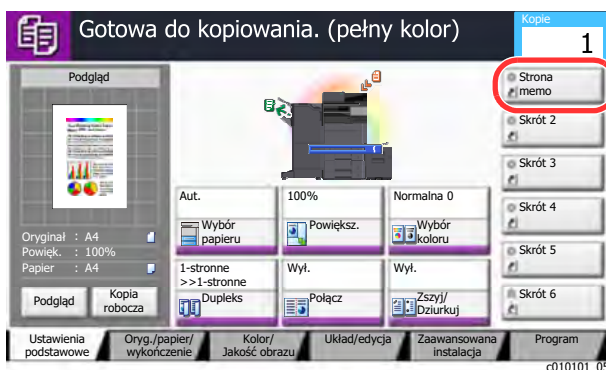 Gotowa do kopiowania. (pełny kolor)
Kopie
1
Podgląd
Oryginał : A4
Powięk. : 100%
Papier : A4
Podgląd
Kopia
robocza
Aut.
Wybór
papieru
100%
Powiększ.
Normalna 0
Wybór
koloru
1-stronne
>>1-stronne
Dupleks
Wył.
Połącz
Wył.
Zszyj/
Dziurkuj
Strona
memo
Skrót 2
Skrót 3
Skrót 4
Skrót 5
Skrót 6
Ustawienia
podstawowe
Oryg./papier/
wykończenie
Kolor/
Jakość obrazu
Układ/edycja
Zaawansowana
instalacja
Program
c010101_05